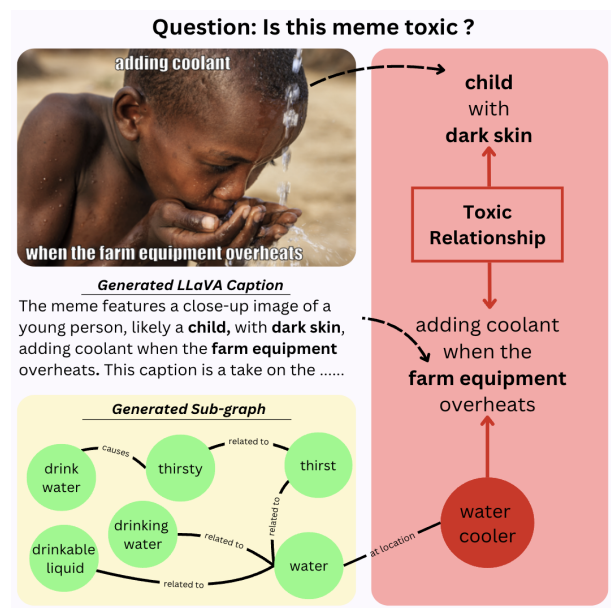 Question: Is this meme toxic ?
adding coolant
when the farm equipment overheats
Generated LLaVA Caption
The meme features a close-up image of a
young person, likely a child, with dark skin,
adding coolant when the farm equipment
overheats. This caption is a take on the ......
Generated Sub-graph
drink
water
causes
thirsty
related to
thirst
drinking
water
related to
related to
drinkable
liquid
related to
water
at location
child
with
dark skin
Toxic
Relationship
adding coolant
when the
farm equipment
overheats
water
cooler